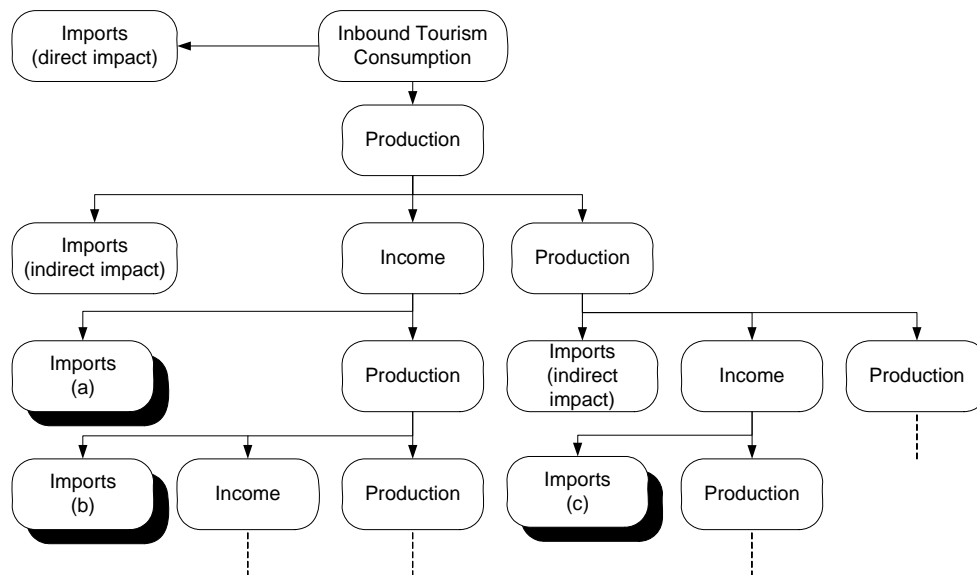 Imports
(direct impact)
Inbound Tourism
Consumption
Production
Imports
(indirect impact)
Income
Production
Imports
(a)
Production
Imports
(indirect
impact)
Income
Production
Imports
(b)
Income
Production
Imports
(c)
Production